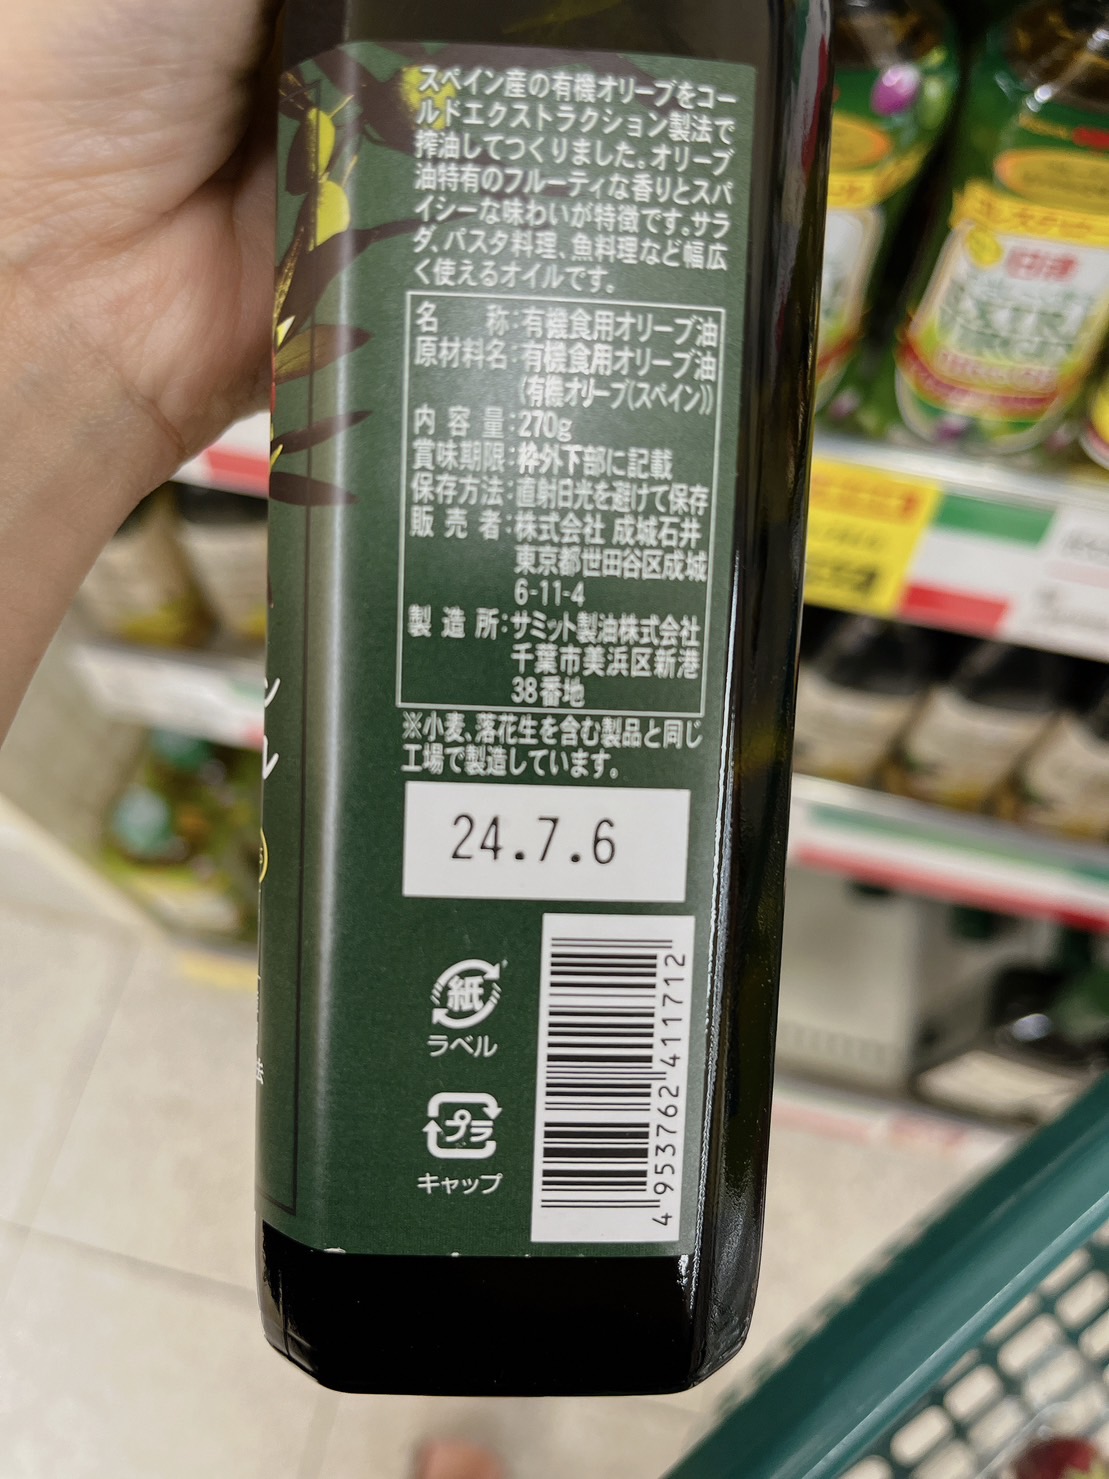 スペイン産の有機オリーブをコー
ルドエクストラクション製法で
搾油してつくりました。オリーブ
油特有のフルーティな香りとスパ
イシーな味わいが特徴です。サラ
ダ、パスタ料理、魚料理など幅広
く使えるオイルです。
名 称:有機食用オリーブ油
原材料名:有機食用オリーブ油
(有機オリーブ(スペイン))
内容量:270g
賞味期限:枠外下部に記載
保存方法:直射日光を避けて保存
販売者:株式会社 成城石井
東京都世田谷区成城
6-11-4
製造所:サミット製油株式会社
千葉市美浜区新港
38番地
※小麦、落花生を含む製品と同じ
工場で製造しています。
24.7.6
紙
ラベル
プラ
キャップ
4953762411712
ン
ル
法
日清
EXTRA
VIRGIN